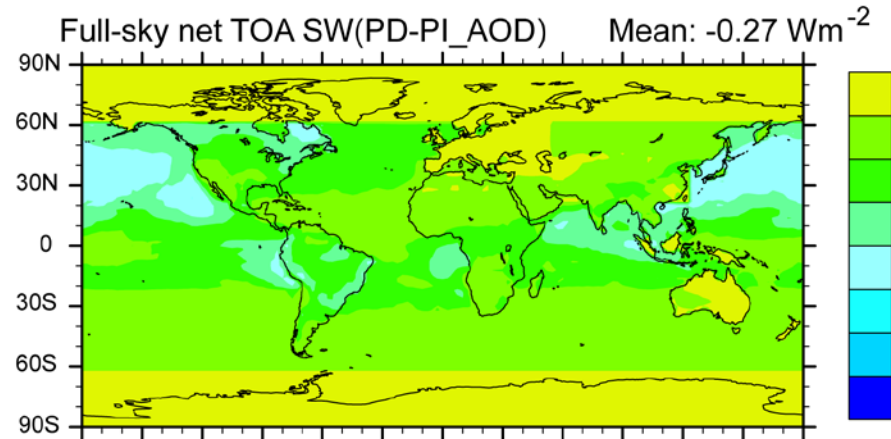 Full-sky net TOA SW(PD-PI_AOD) Mean: -0.27 Wm-2
90N
60N
30N
0
30S
60S
90S